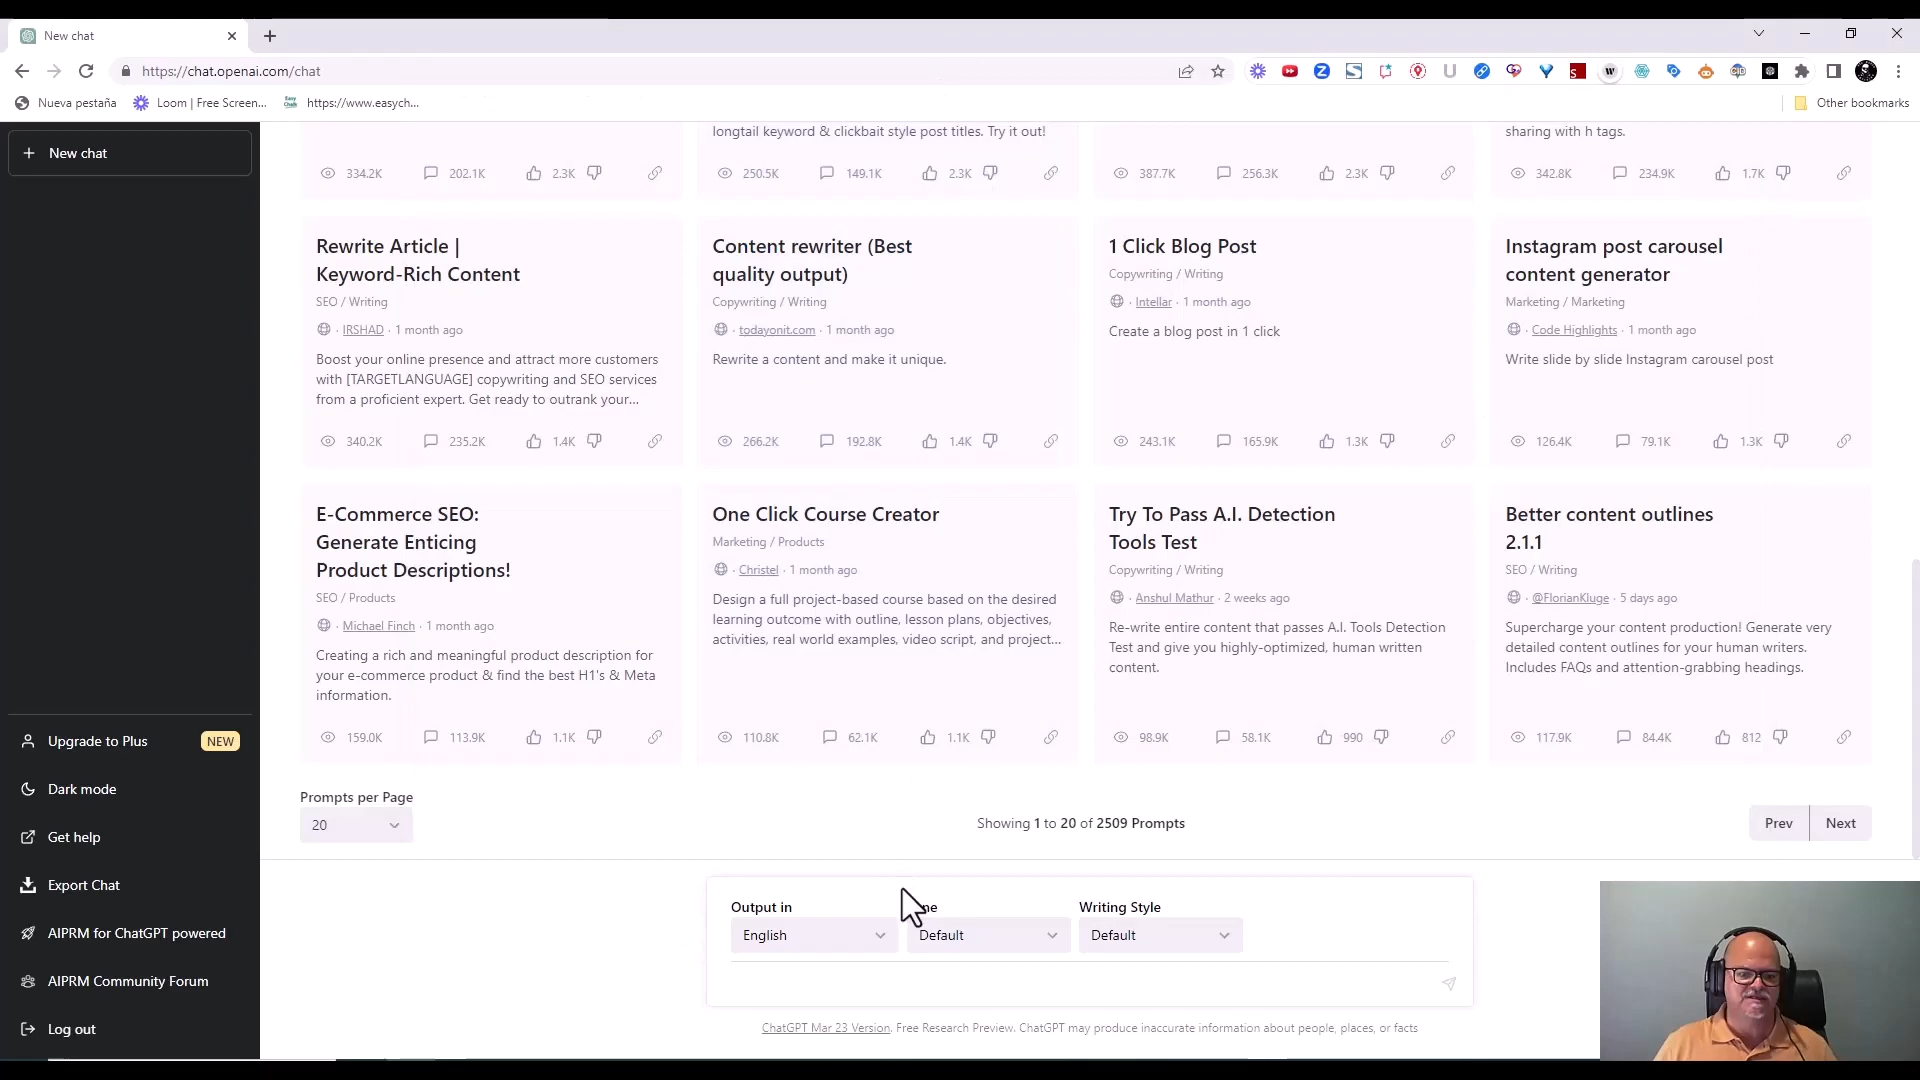 New chat
https://chat.openai.com/chat
Nueva pestaña
Loom | Free Screen...
https://www.easych...
Other bookmarks
New chat
longtail keyword & clickbait style post titles. Try it out!
sharing with h tags.
334.2K 202.1K 2.3K
250.5K 149.1K 2.3K
387.7K 256.3K 2.3K
342.8K 234.9K 1.7K
Rewrite Article |
Keyword-Rich Content
SEO / Writing
· IRSHAD · 1 month ago
Boost your online presence and attract more customers
with [TARGETLANGUAGE] copywriting and SEO services
from a proficient expert. Get ready to outrank your...
340.2K 235.2K 1.4K
Content rewriter (Best
quality output)
Copywriting / Writing
· todayonit.com · 1 month ago
Rewrite a content and make it unique.
266.2K 192.8K 1.4K
1 Click Blog Post
Copywriting / Writing
· Intellar · 1 month ago
Create a blog post in 1 click
243.1K 165.9K 1.3K
Instagram post carousel
content generator
Marketing / Marketing
· Code Highlights · 1 month ago
Write slide by slide Instagram carousel post
126.4K 79.1K 1.3K
E-Commerce SEO:
Generate Enticing
Product Descriptions!
SEO / Products
· Michael Finch · 1 month ago
Creating a rich and meaningful product description for
your e-commerce product & find the best H1's & Meta
information.
159.0K 113.9K 1.1K
One Click Course Creator
Marketing / Products
· Christel · 1 month ago
Design a full project-based course based on the desired
learning outcome with outline, lesson plans, objectives,
activities, real world examples, video script, and project...
110.8K 62.1K 1.1K
Try To Pass A.I. Detection
Tools Test
Copywriting / Writing
· Anshul Mathur · 2 weeks ago
Re-write entire content that passes A.I. Tools Detection
Test and give you highly-optimized, human written
content.
98.9K 58.1K 990
Better content outlines
2.1.1
SEO / Writing
· @FlorianKluge · 5 days ago
Supercharge your content production! Generate very
detailed content outlines for your human writers.
Includes FAQs and attention-grabbing headings.
117.9K 84.4K 812
Upgrade to Plus NEW
Dark mode
Get help
Export Chat
AIPRM for ChatGPT powered
AIPRM Community Forum
Log out
Prompts per Page
20
Showing 1 to 20 of 2509 Prompts
Prev Next
Output in
English
ne
Default
Writing Style
Default
ChatGPT Mar 23 Version. Free Research Preview. ChatGPT may produce inaccurate information about people, places, or facts